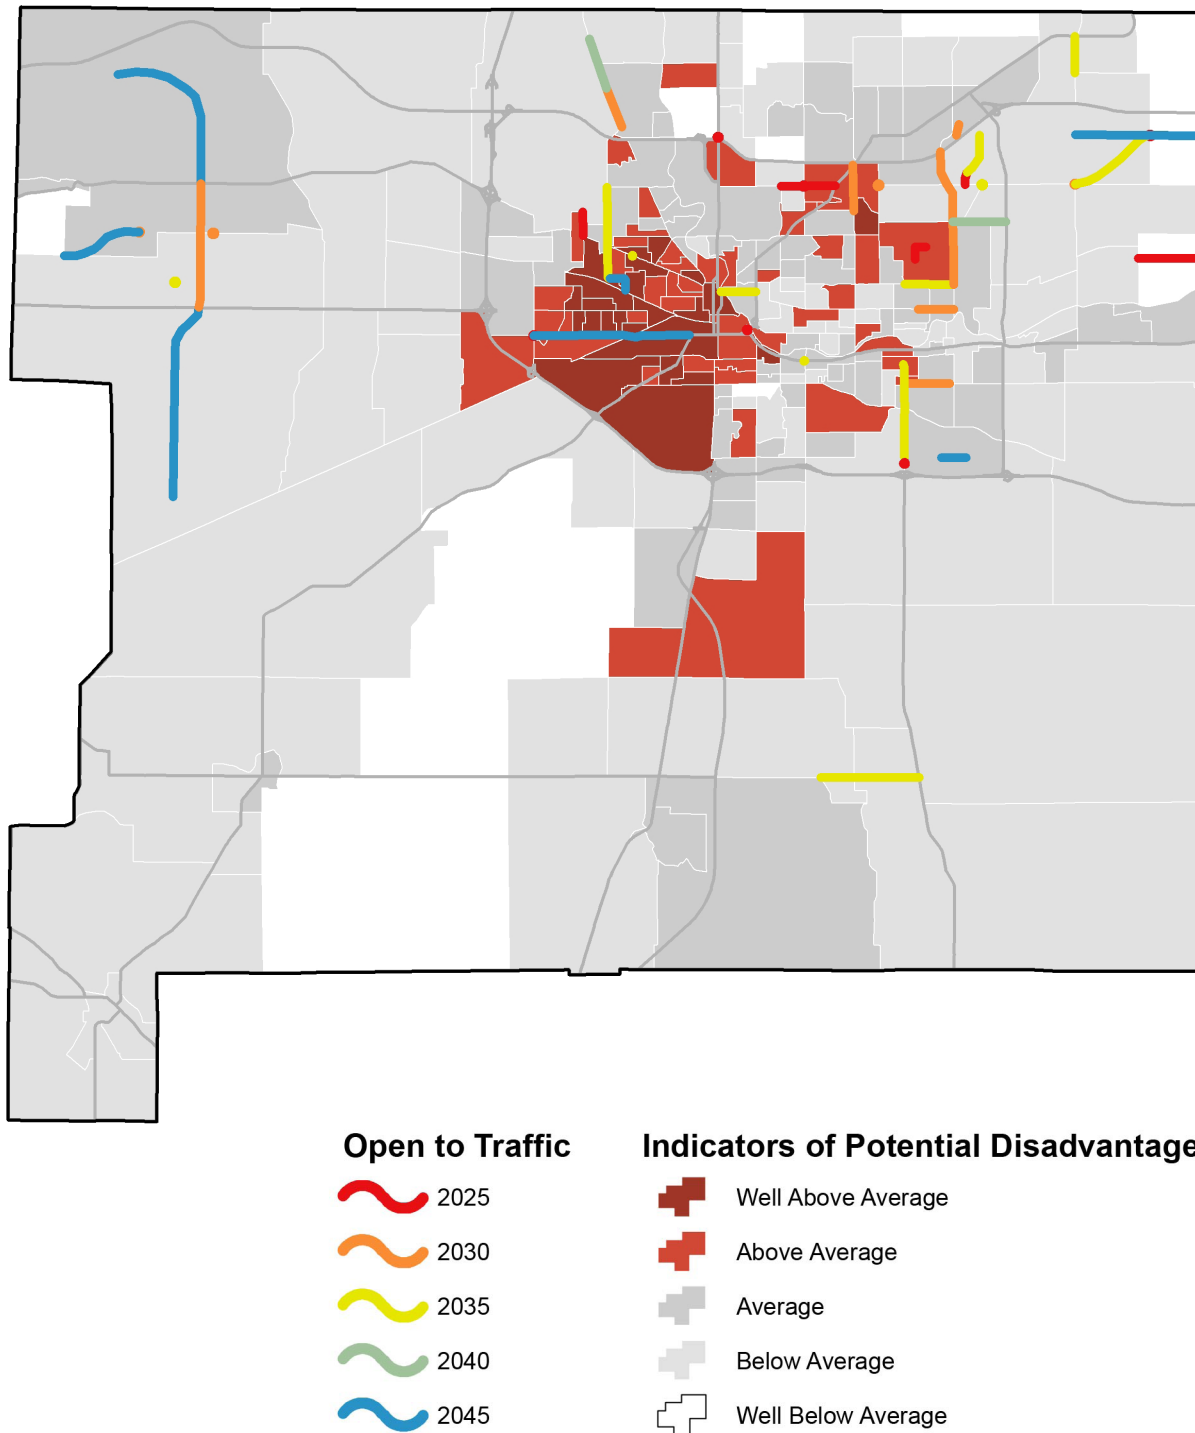 Open to Traffic
2025
2030
2035
2040
2045
Indicators of Potential Disadvantage
Well Above Average
Above Average
Average
Below Average
Well Below Average